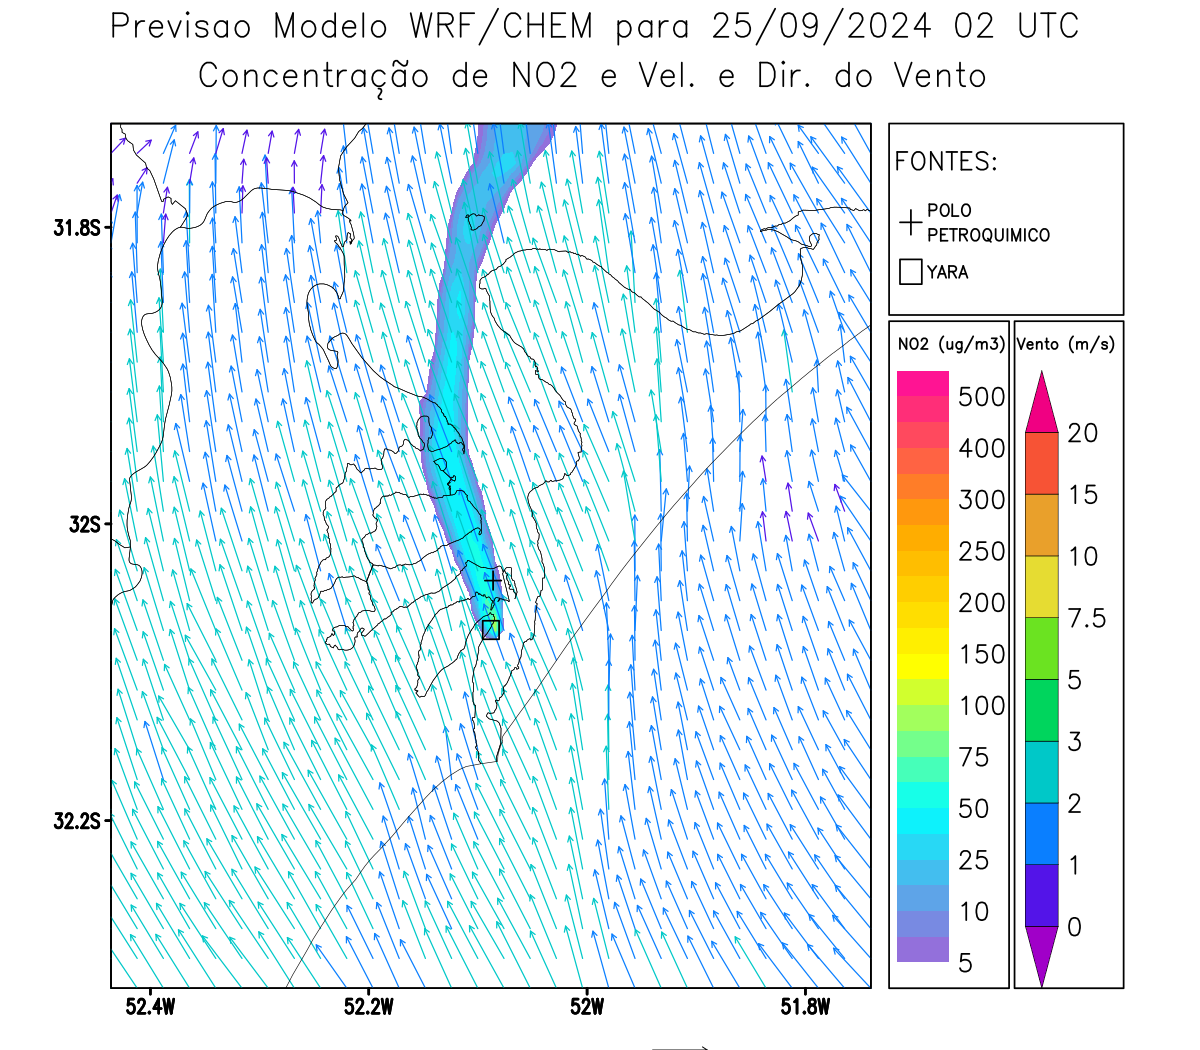 Previsao Modelo WRF/CHEM para 25/09/2024 02 UTC
Concentração de NO2 e Vel. e Dir. do Vento
FONTES:
POLO
PETROQUIMICO
YARA
NO2 (ug/m3)
500
400
300
250
200
150
100
75
50
25
10
5
Vento (m/s)
20
15
10
7.5
5
3
2
1
0
31.8S
32S
32.2S
52.4W
52.2W
52W
51.8W